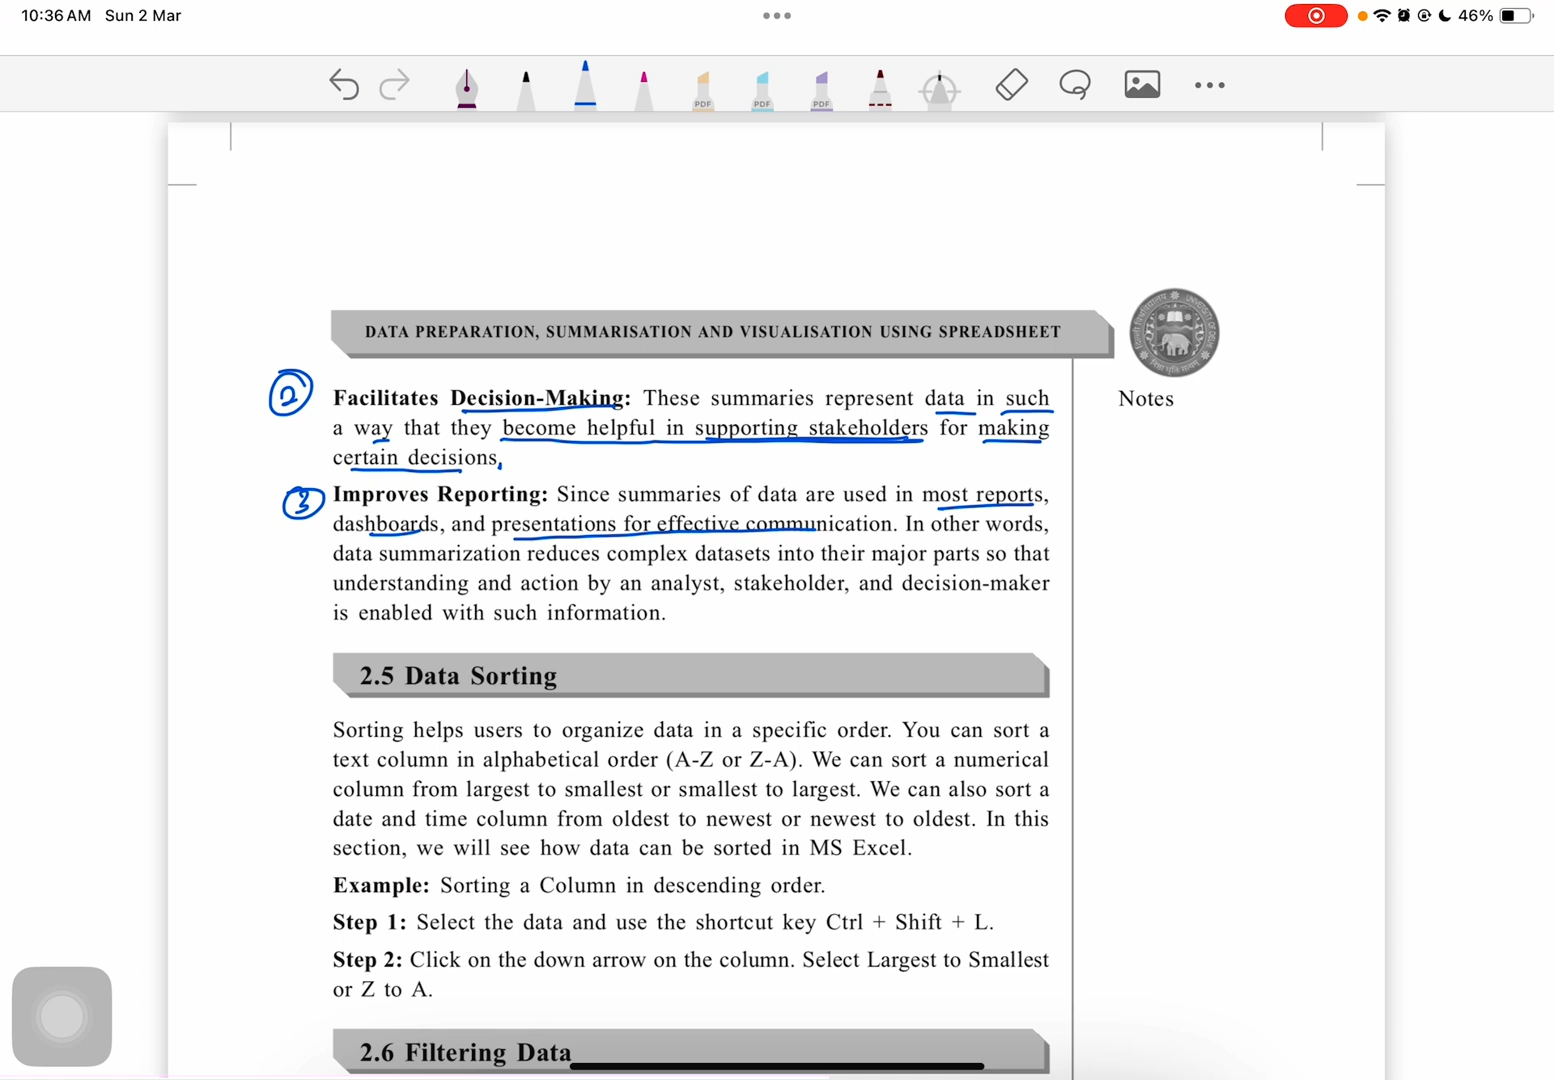 10:36 AM Sun 2 Mar
46%
PDF PDF PDF
DATA PREPARATION, SUMMARISATION AND VISUALISATION USING SPREADSHEET
Notes
2
Facilitates Decision-Making: These summaries represent data in such
a way that they become helpful in supporting stakeholders for making
certain decisions,
3
Improves Reporting: Since summaries of data are used in most reports,
dashboards, and presentations for effective communication. In other words,
data summarization reduces complex datasets into their major parts so that
understanding and action by an analyst, stakeholder, and decision-maker
is enabled with such information.
2.5 Data Sorting
Sorting helps users to organize data in a specific order. You can sort a
text column in alphabetical order (A-Z or Z-A). We can sort a numerical
column from largest to smallest or smallest to largest. We can also sort a
date and time column from oldest to newest or newest to oldest. In this
section, we will see how data can be sorted in MS Excel.
Example: Sorting a Column in descending order.
Step 1: Select the data and use the shortcut key Ctrl + Shift + L.
Step 2: Click on the down arrow on the column. Select Largest to Smallest
or Z to A.
2.6 Filtering Data